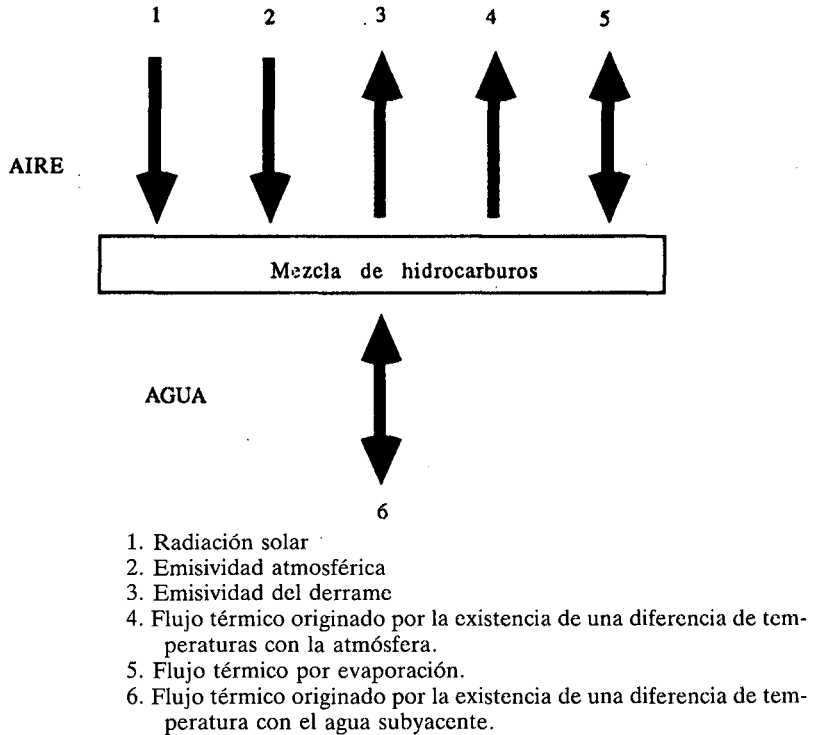 1 2 3 4 5
AIRE
Mezcla de hidrocarburos
AGUA
6
1. Radiación solar
2. Emisividad atmosférica
3. Emisividad del derrame
4. Flujo térmico originado por la existencia de una diferencia de tem-
peraturas con la atmósfera.
5. Flujo térmico por evaporación.
6. Flujo térmico originado por la existencia de una diferencia de tem-
peratura con el agua subyacente.